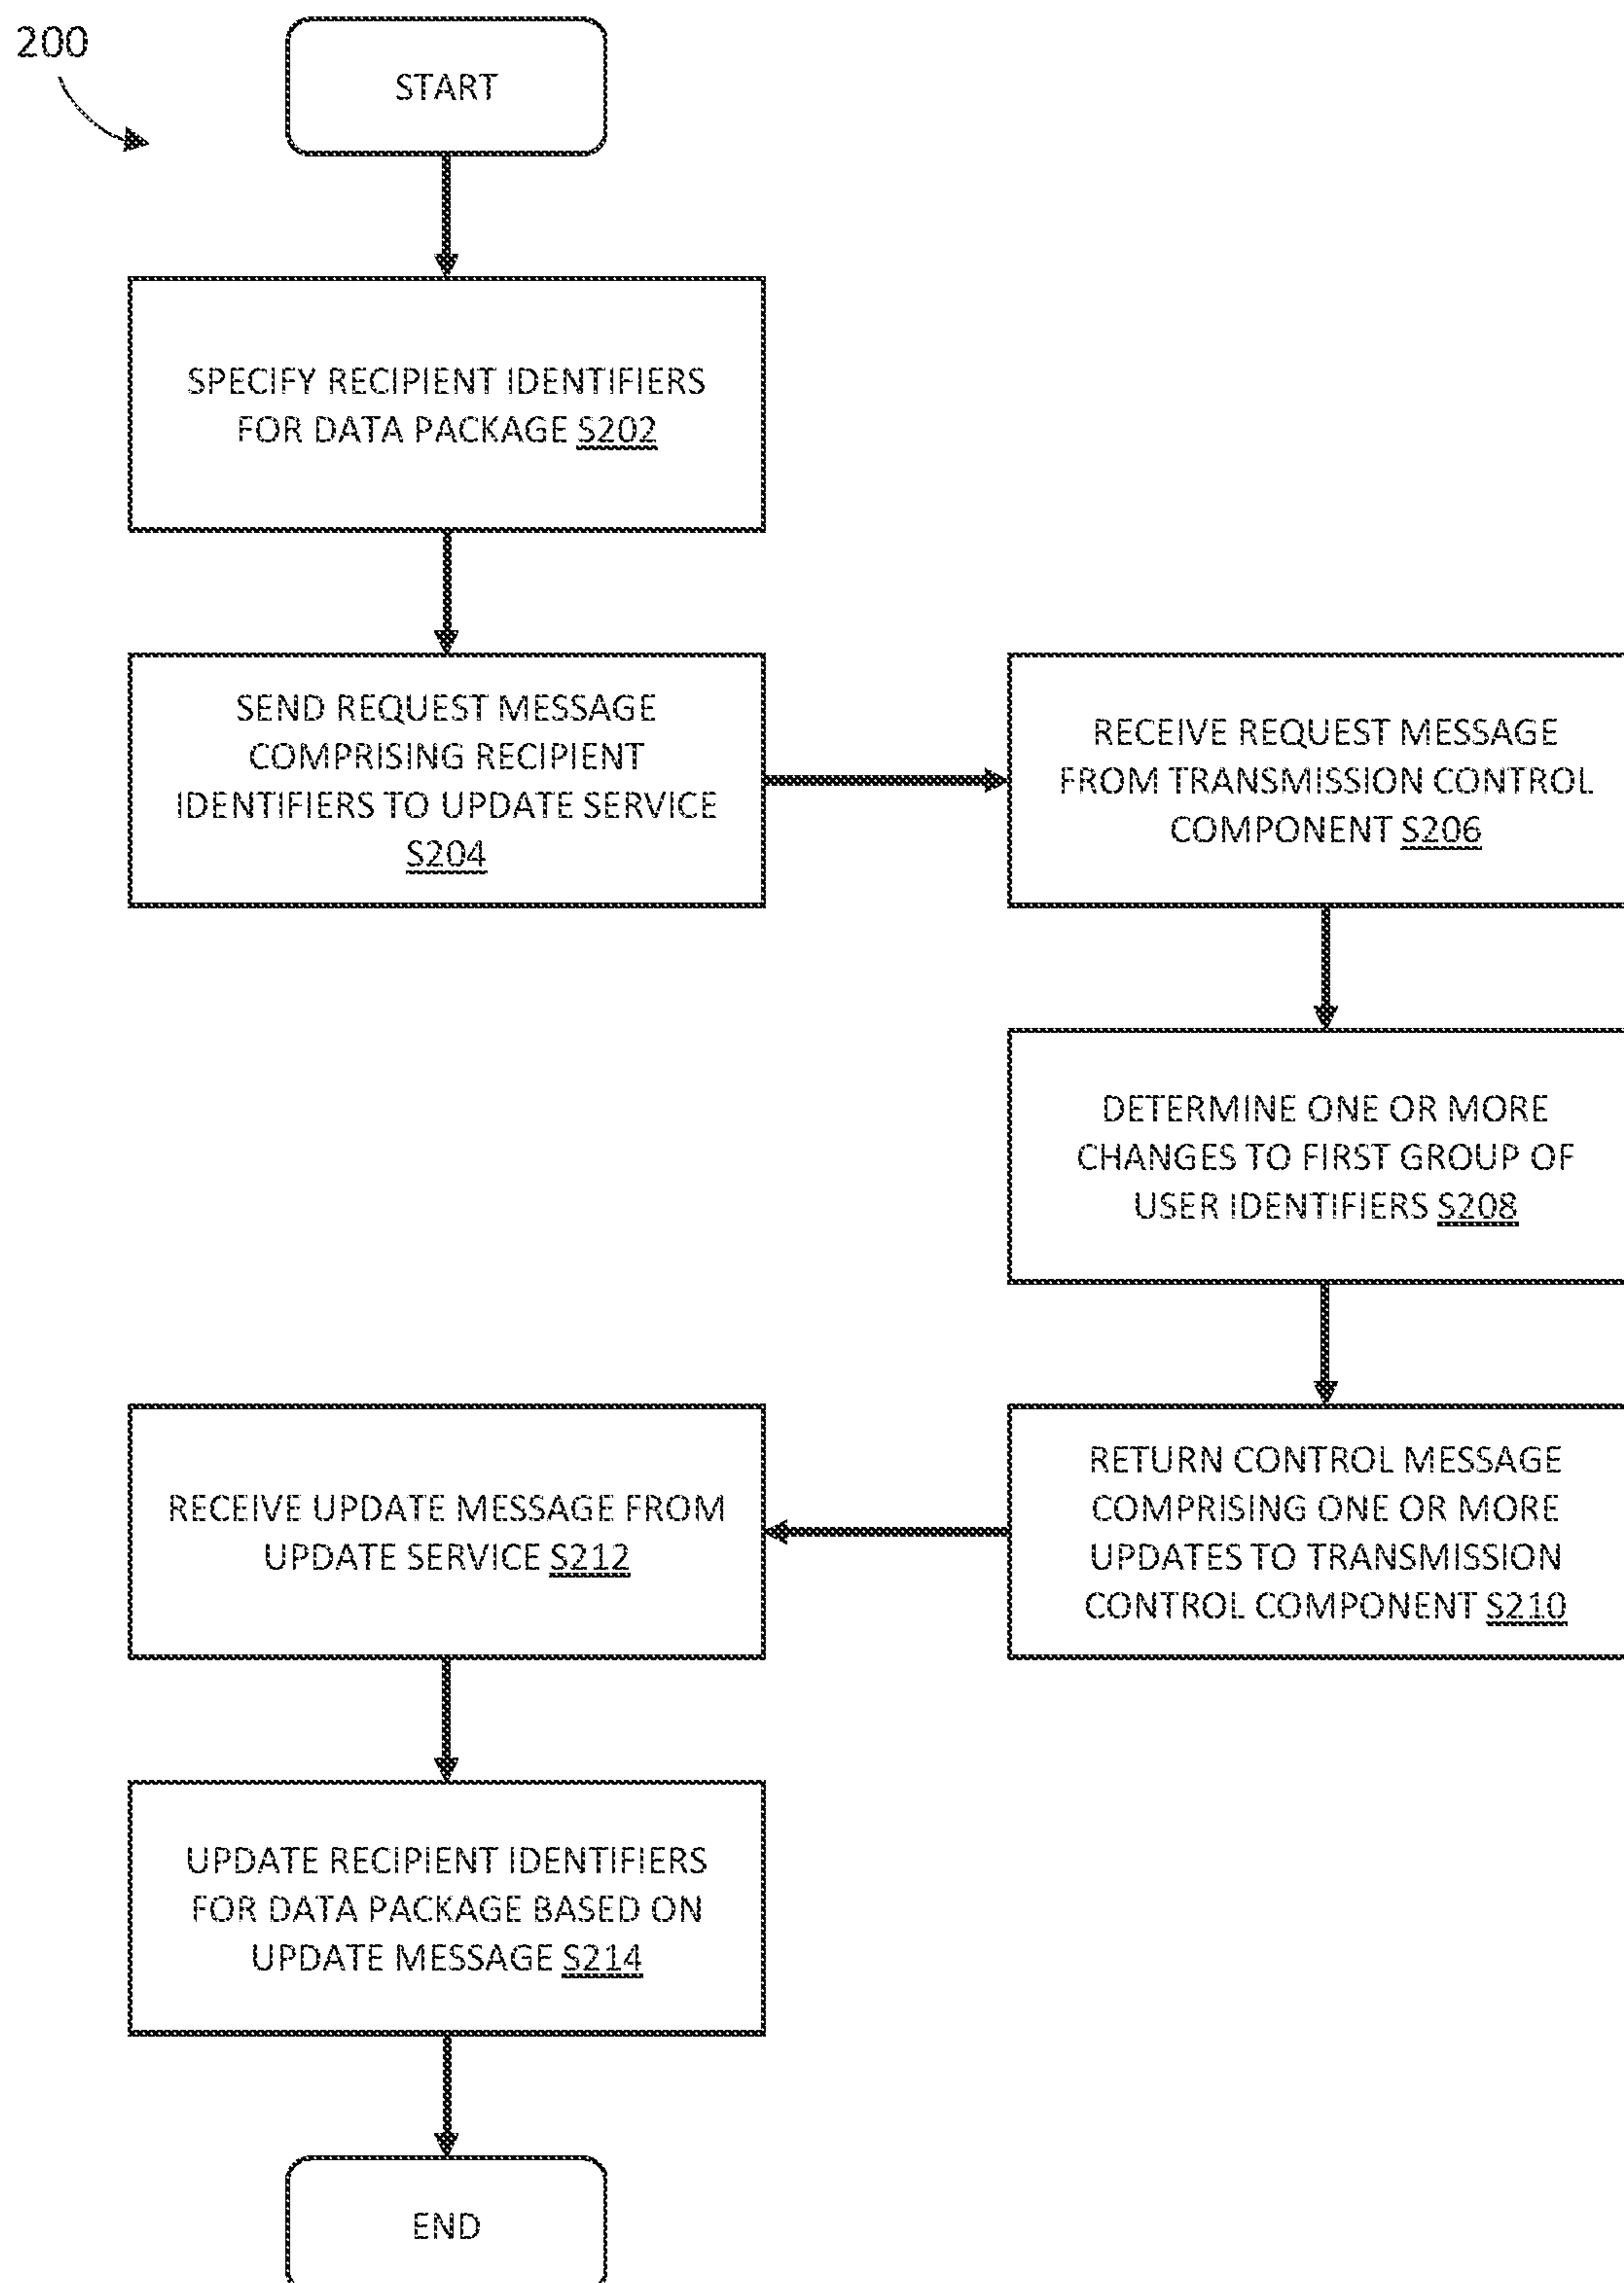 200
START
SPECIFY RECIPIENT IDENTIFIERS
FOR DATA PACKAGE S202
SEND REQUEST MESSAGE
COMPRISING RECIPIENT
IDENTIFIERS TO UPDATE SERVICE
S204
RECEIVE REQUEST MESSAGE
FROM TRANSMISSION CONTROL
COMPONENT S206
DETERMINE ONE OR MORE
CHANGES TO FIRST GROUP OF
USER IDENTIFIERS S208
RETURN CONTROL MESSAGE
COMPRISING ONE OR MORE
UPDATES TO TRANSMISSION
CONTROL COMPONENT S210
RECEIVE UPDATE MESSAGE FROM
UPDATE SERVICE S212
UPDATE RECIPIENT IDENTIFIERS
FOR DATA PACKAGE BASED ON
UPDATE MESSAGE S214
END